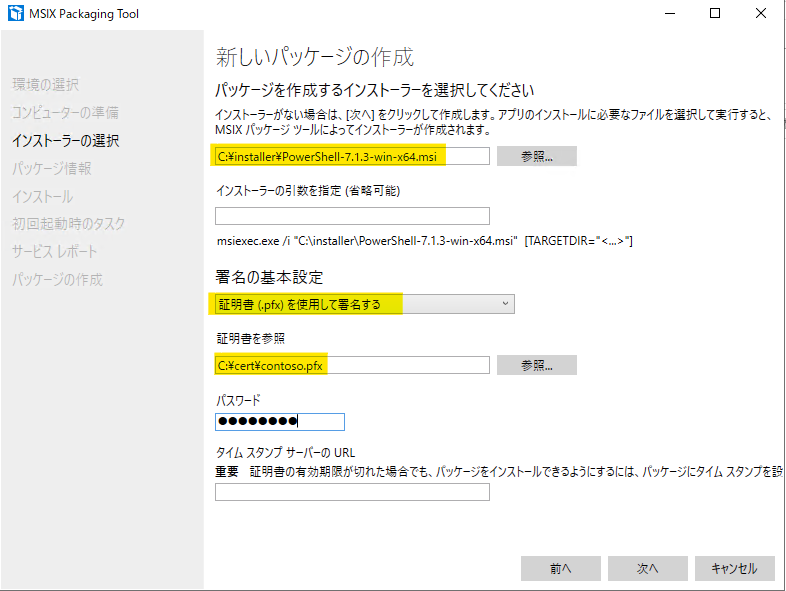 MSIX Packaging Tool
新しいパッケージの作成
環境の選択
コンピューターの準備
インストーラーの選択
パッケージ情報
インストール
初回起動時のタスク
サービス レポート
パッケージの作成
パッケージを作成するインストーラーを選択してください
インストーラーがない場合は、[次へ] をクリックして作成します。アプリのインストールに必要なファイルを選択して実行すると、
MSIX パッケージ ツールによってインストーラーが作成されます。
C:¥installer¥PowerShell-7.1.3-win-x64.msi
参照...
インストーラーの引数を指定 (省略可能)
msiexec.exe /i "C:\installer\PowerShell-7.1.3-win-x64.msi" [TARGETDIR="<...>"]
署名の基本設定
証明書 (.pfx) を使用して署名する
証明書を参照
C:¥cert¥contoso.pfx
参照...
パスワード
●●●●●●●●
タイム スタンプ サーバーの URL
重要 証明書の有効期限が切れた場合でも、パッケージをインストールできるようにするには、パッケージにタイム スタンプを設
前へ
次へ
キャンセル